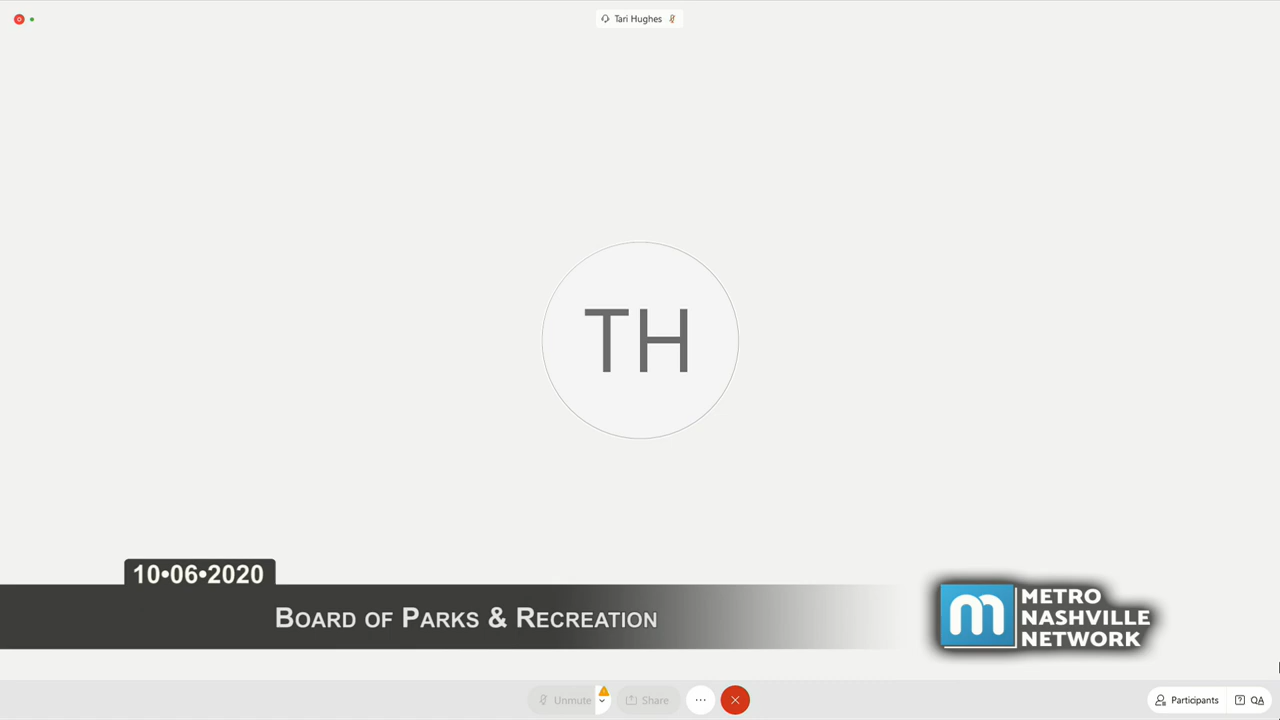 Tari Hughes
TH
10•06•2020
BOARD OF PARKS & RECREATION
m METRO
NASHVILLE
NETWORK
Unmute
Share
Participants
QA